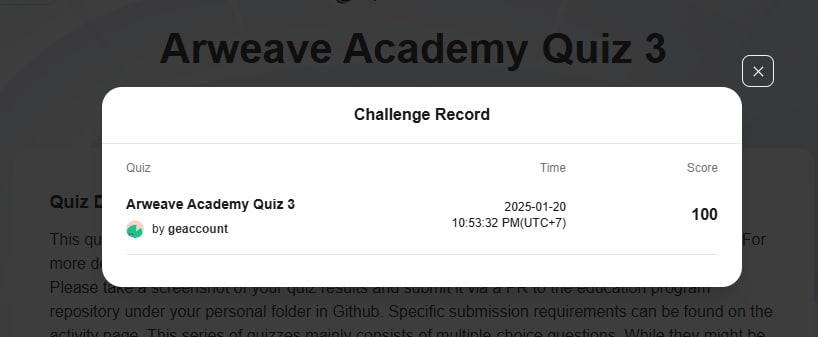 Arweave Academy Quiz 3
Challenge Record
Quiz Time Score
Arweave Academy Quiz 3
by geaccount
2025-01-20
10:53:32 PM(UTC+7)
100
Quiz D
This qu For
more de
Please take a screenshot of your quiz results and submit it via a PR to the education program
repository under your personal folder in Github. Specific submission requirements can be found on the
activity page. This series of quizzes mainly consists of multiple-choice questions. While they might be